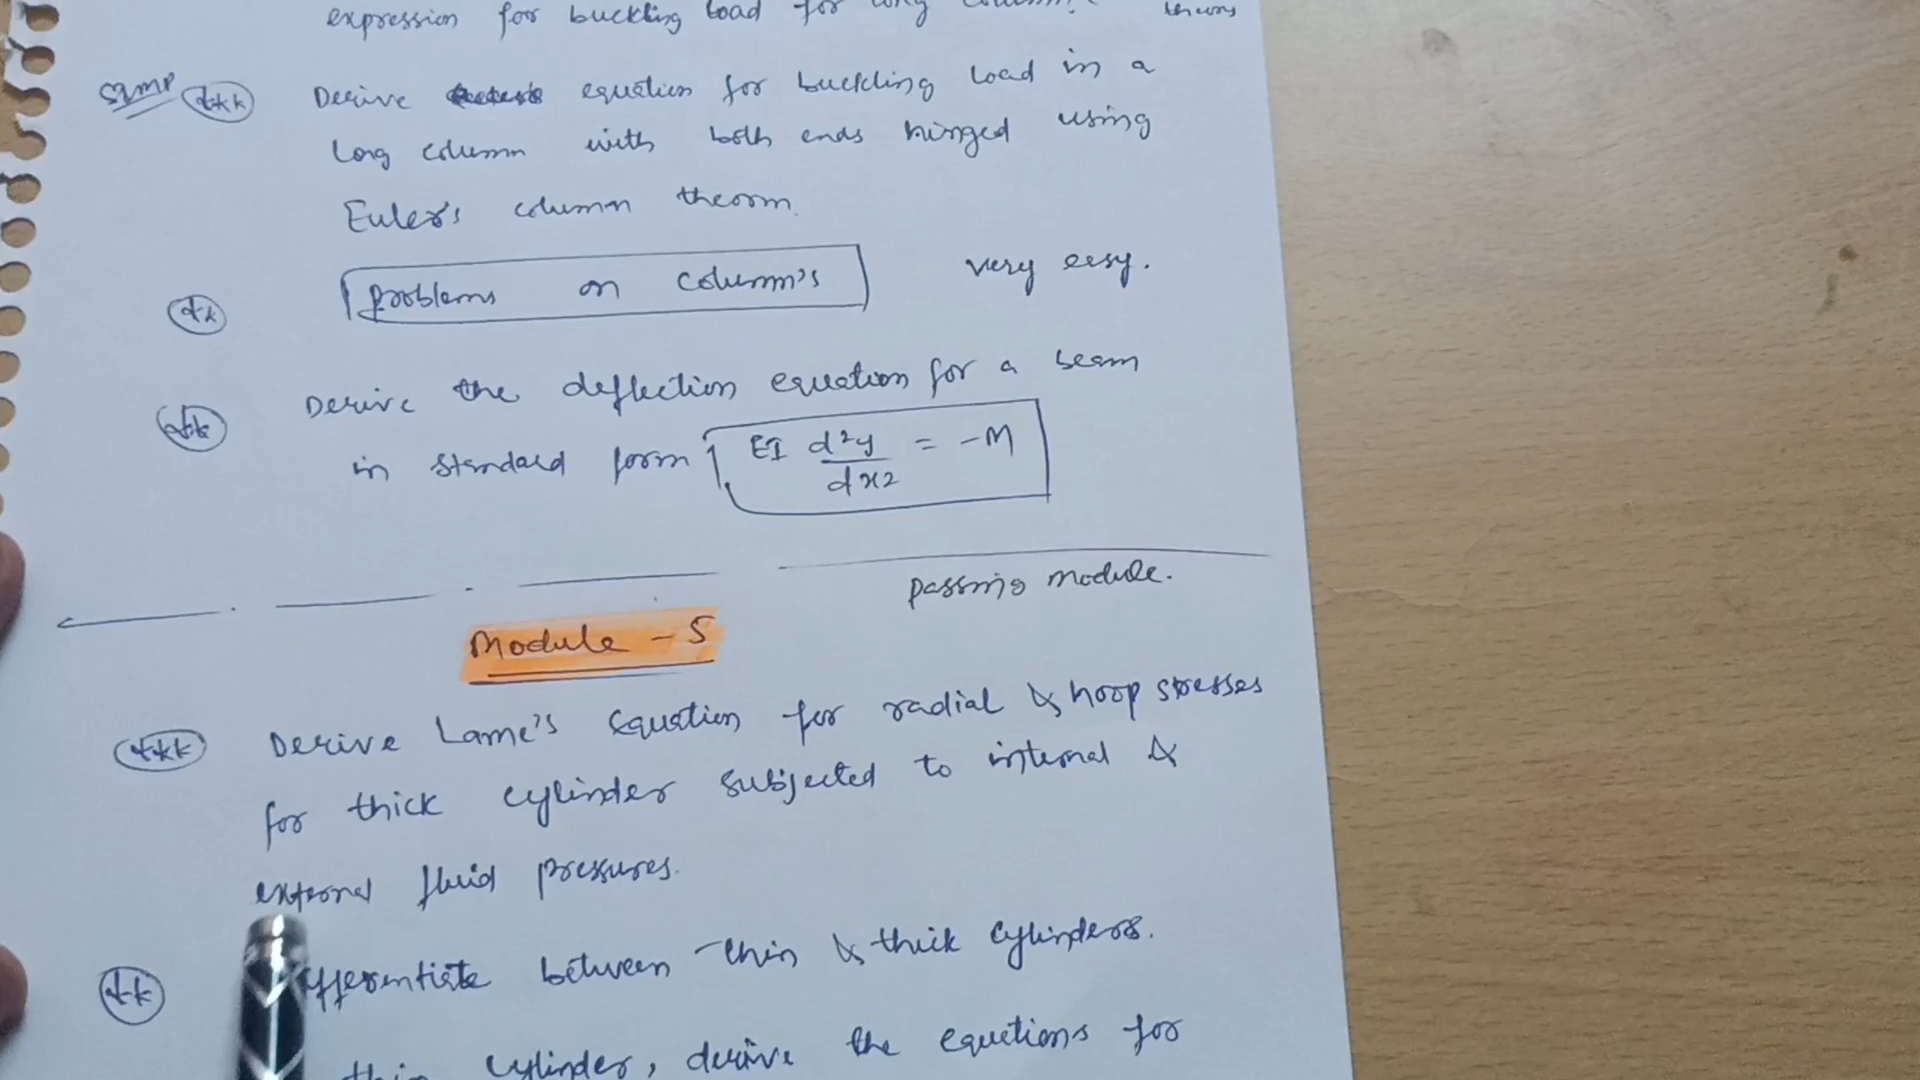 expression for buckling load for long
Derive equation for buckling load in a
long column with both ends hinged using
Euler's column theorm.
problems on column's very easy.
Derive the deflection equation for a beam
in standard form EI d²y/dx2 = -M
passing module.
Module - 5
*** Derive Lame's equation for radial & hoop stresses
for thick cylinder subjected to internal &
external fluid pressures.
** between thin & thick cylinders.
cylinder, derive the equations for